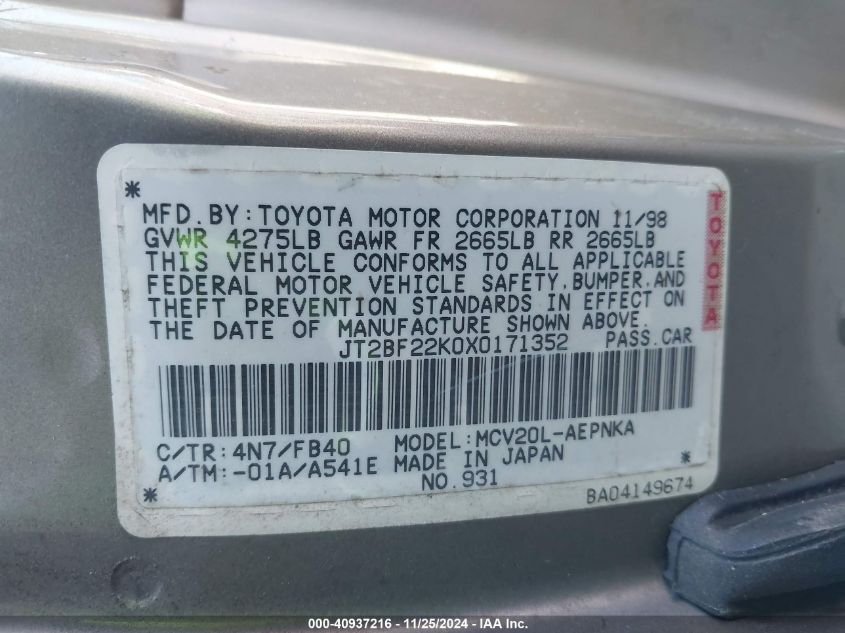 *
MFD.BY:TOYOTA MOTOR CORPORATION 11/98
GVWR 4275LB GAWR FR 2665LB RR 2665LB
THIS VEHICLE CONFORMS TO ALL APPLICABLE
FEDERAL MOTOR VEHICLE SAFETY,BUMPER,AND
THEFT PREVENTION STANDARDS IN EFFECT ON
THE DATE OF MANUFACTURE SHOWN ABOVE.
JT2BF22K0X0171352 PASS.CAR
TOYOTA
C/TR:4N7/FB40 MODEL:MCV20L-AEPNKA
A/TM:-01A/A541E MADE IN JAPAN *
* NO.931 BA04149674
000-40937216 - 11/25/2024 - IAA Inc.